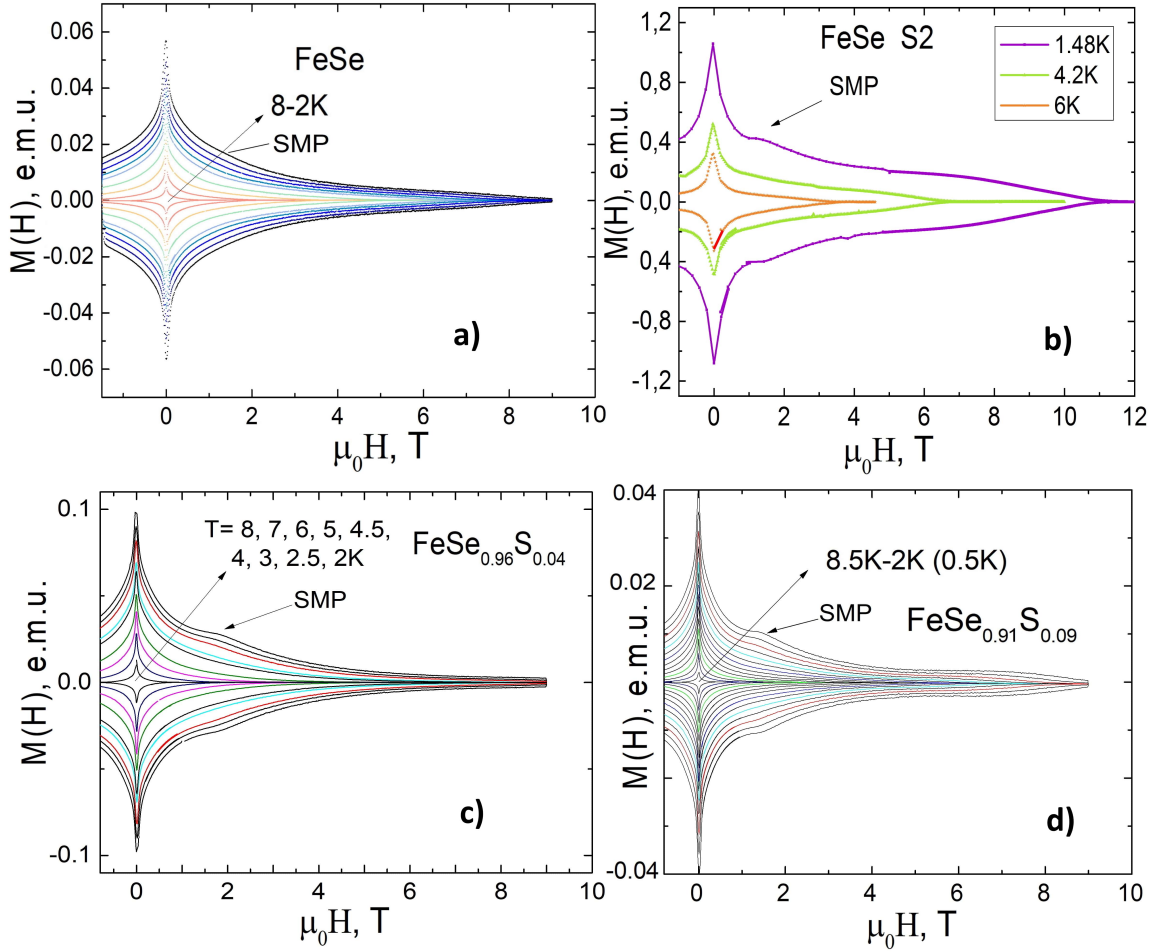 0.06
0.04
0.02
0.00
-0.02
-0.04
-0.06
M(H), e.m.u.
FeSe
8-2K
SMP
a)
0 2 4 6 8 10
μ₀H, T
1,2
0,8
0,4
0,0
0,4
-0,8
-1,2
M(H), e.m.u.
FeSe S2
SMP
1.48K
4.2K
6K
b)
0 2 4 6 8 10 12
μ₀H, T
0.1
0.0
-0.1
M(H), e.m.u.
T= 8, 7, 6, 5, 4.5,
4, 3, 2.5, 2K
FeSe₀.₉₆S₀.₀₄
SMP
c)
0 2 4 6 8 10
μ₀H, T
0.04
0.02
0.00
-0.04
M(H), e.m.u.
8.5K-2K (0.5K)
SMP
FeSe₀.₉₁S₀.₀₉
d)
0 2 4 6 8 10
μ₀H, T